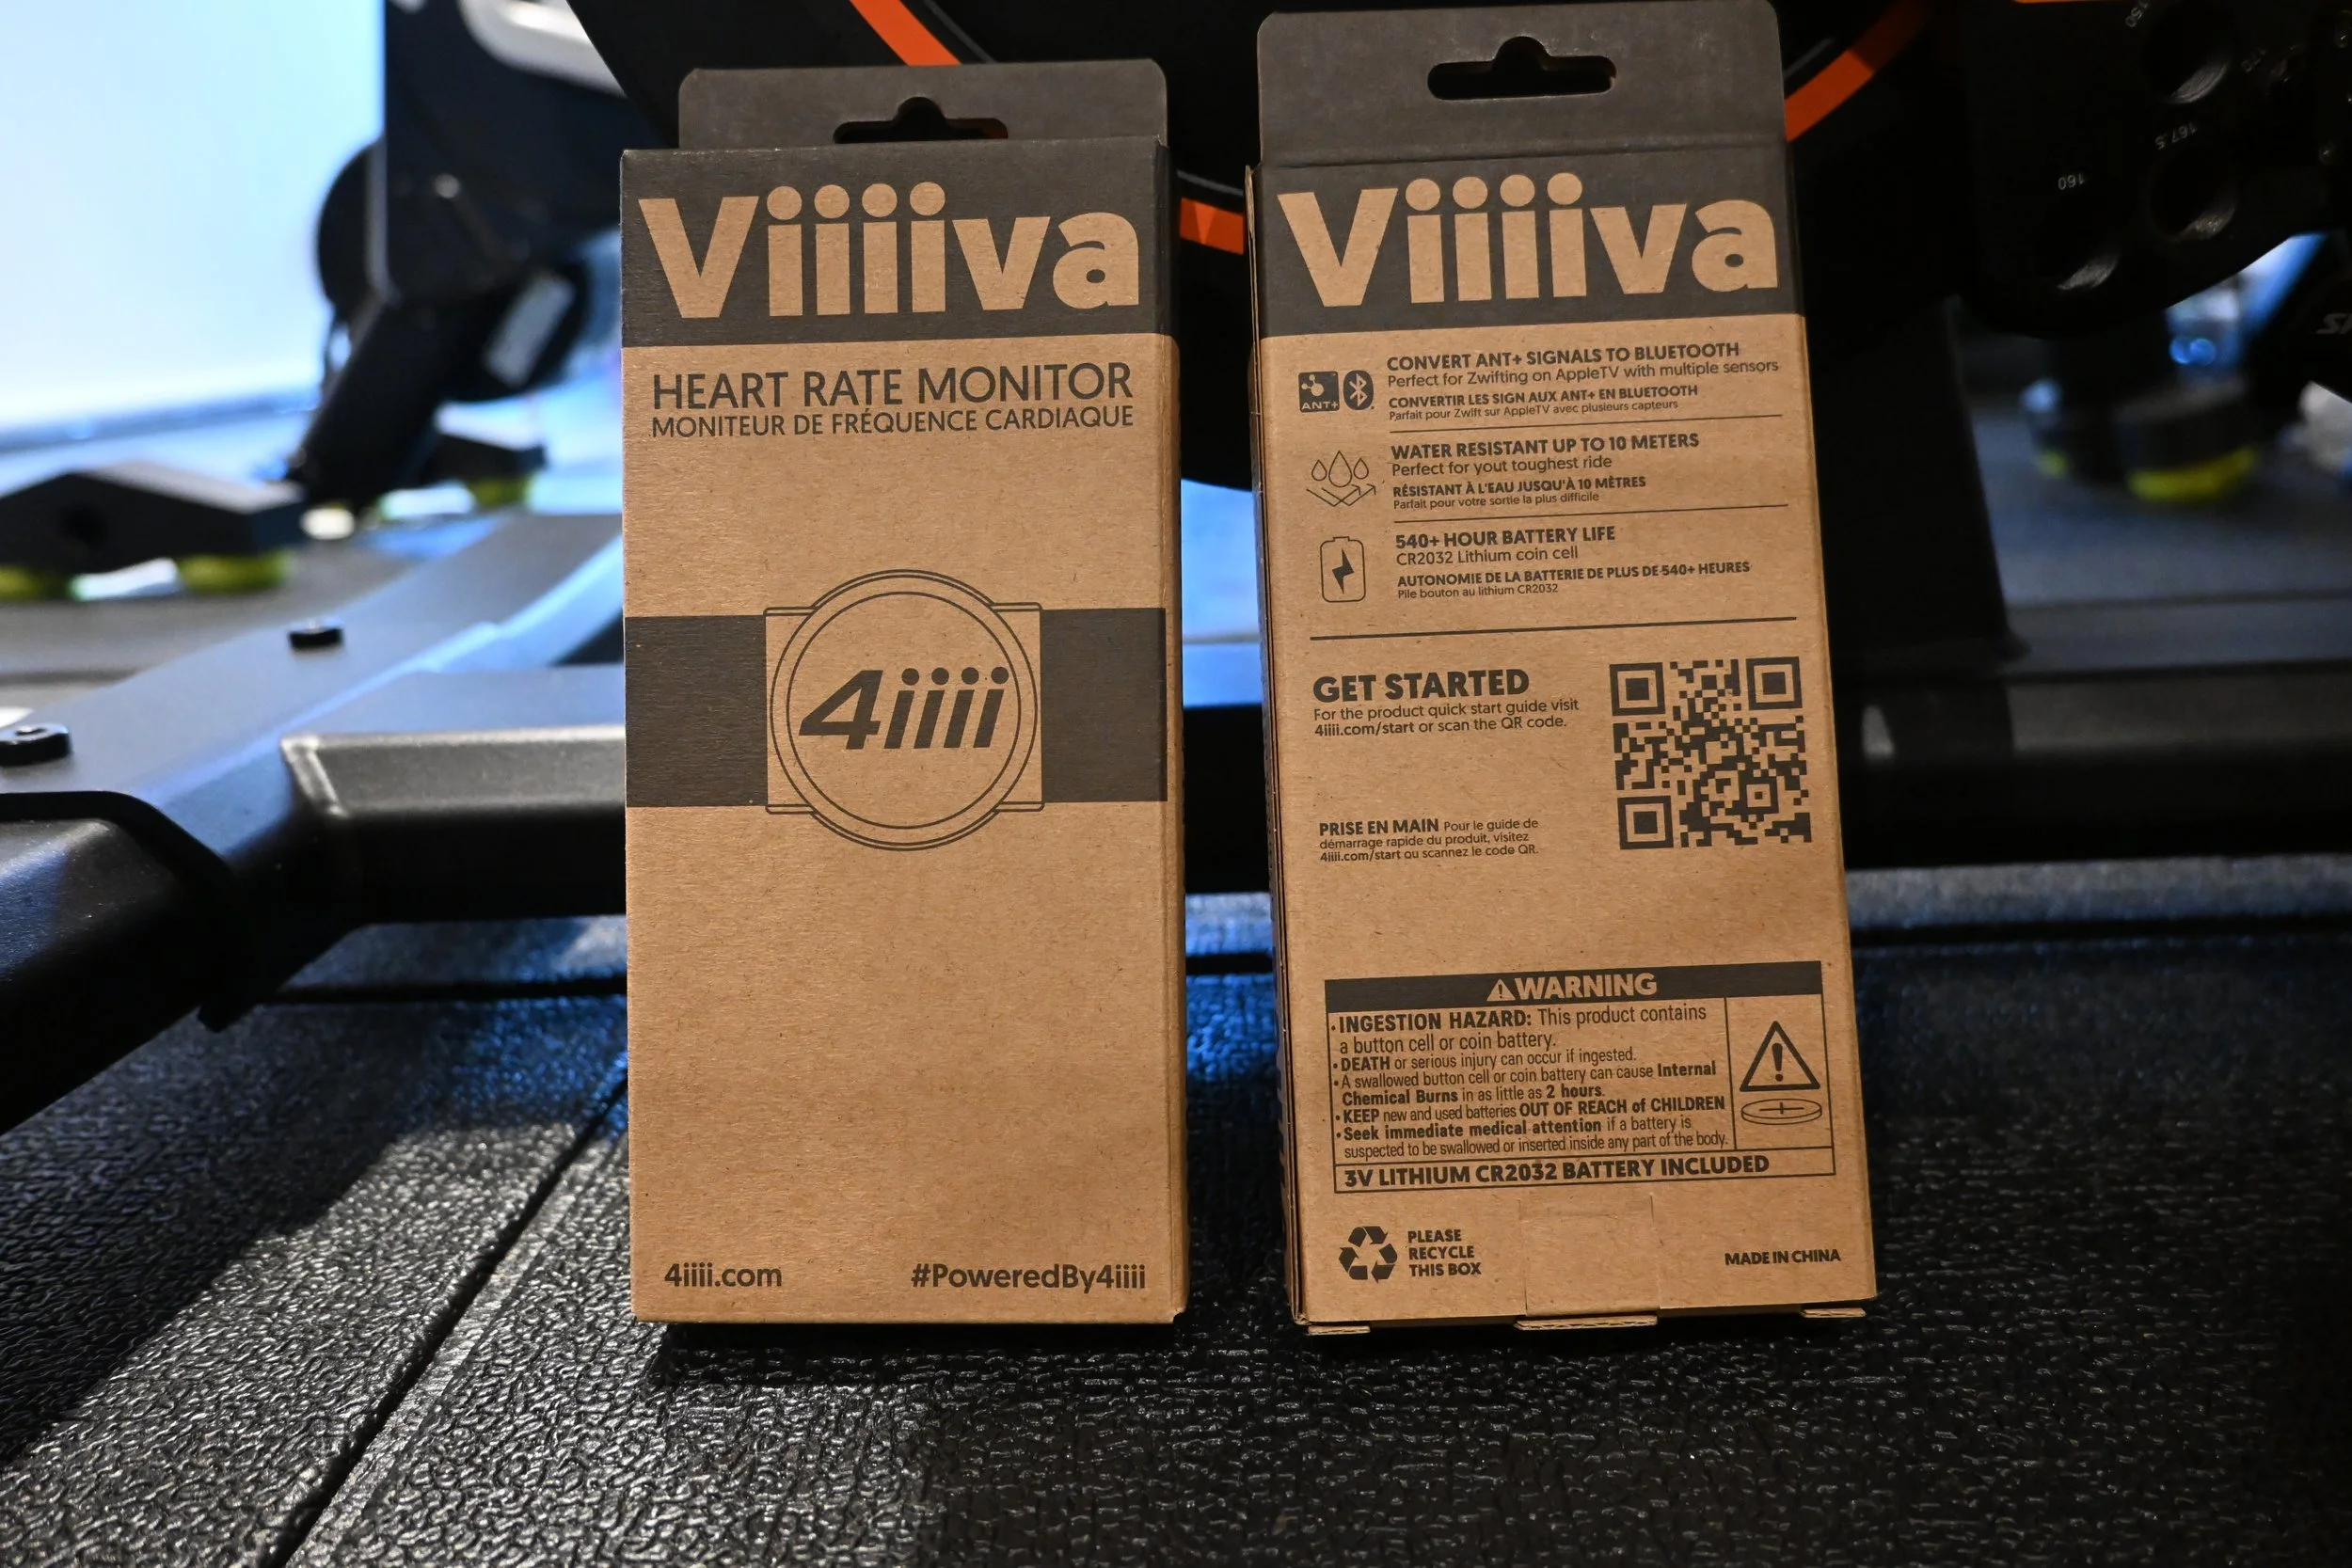 Viiiiva
HEART RATE MONITOR
MONITEUR DE FRÉQUENCE CARDIAQUE
4iiii
4iiii.com
#PoweredBy4iiii
Viiiiva
ANT+
CONVERT ANT+ SIGNALS TO BLUETOOTH
Perfect for Zwifting on AppleTV with multiple sensors
CONVERTIR LES SIGN AUX ANT+ EN BLUETOOTH
Parfait pour Zwift sur AppleTV avec plusieurs capteurs
WATER RESISTANT UP TO 10 METERS
Perfect for yout toughest ride
RÉSISTANT À L'EAU JUSQU'À 10 MÈTRES
Parfait pour votre sortie la plus difficile
540+ HOUR BATTERY LIFE
CR2032 Lithium coin cell
AUTONOMIE DE LA BATTERIE DE PLUS DE 540+ HEURES
Pile bouton au lithium CR2032
GET STARTED
For the product quick start guide visit
4iiii.com/start or scan the QR code.
PRISE EN MAIN Pour le guide de
démarrage rapide du produit, visitez
4iiii.com/start ou scannez le code QR.
WARNING
• INGESTION HAZARD: This product contains
a button cell or coin battery.
• DEATH or serious injury can occur if ingested.
• A swallowed button cell or coin battery can cause Internal
Chemical Burns in as little as 2 hours.
• KEEP new and used batteries OUT OF REACH of CHILDREN
• Seek immediate medical attention if a battery is
suspected to be swallowed or inserted inside any part of the body.
3V LITHIUM CR2032 BATTERY INCLUDED
PLEASE
RECYCLE
THIS BOX
MADE IN CHINA
150
167.5
160